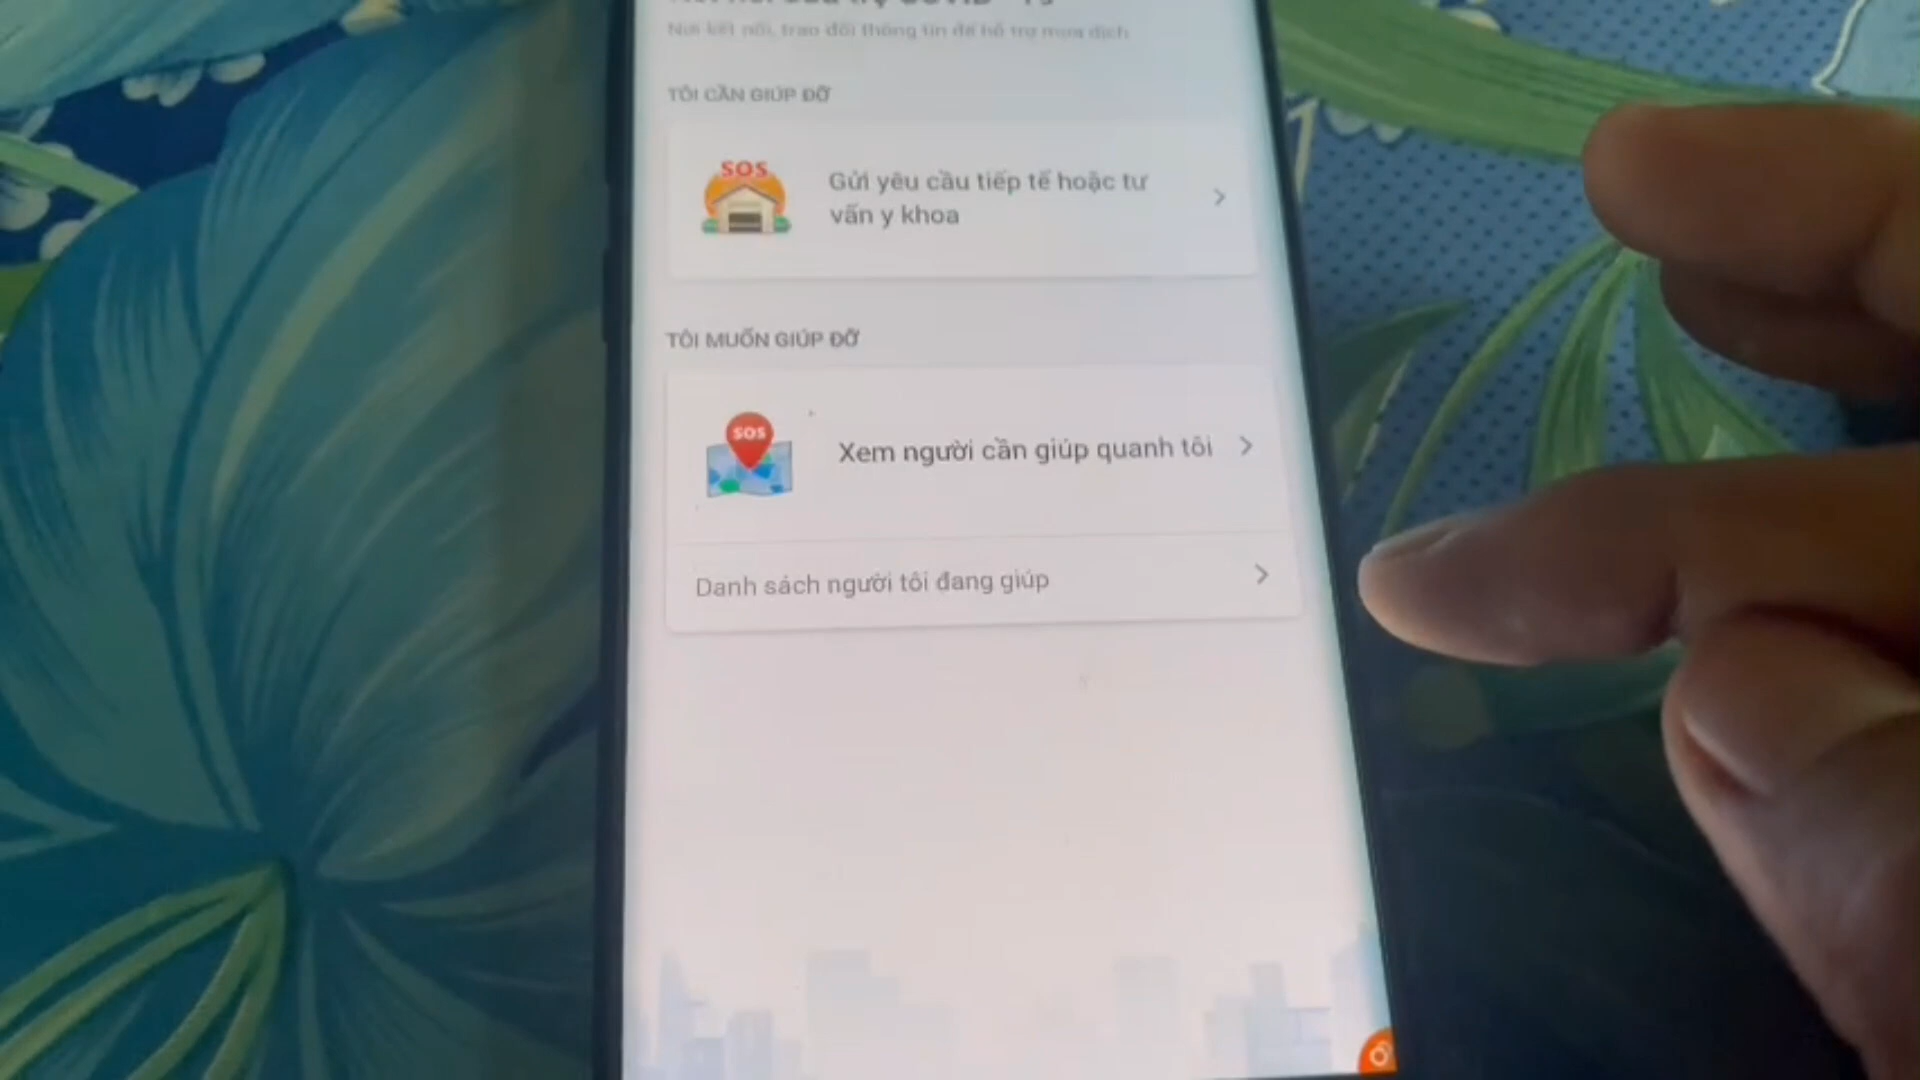 Nơi kết nối, trao đổi thông tin để hỗ trợ mùa dịch
TÔI CẦN GIÚP ĐỠ
SOS
Gửi yêu cầu tiếp tế hoặc tư
vấn y khoa
TÔI MUỐN GIÚP ĐỠ
SOS
Xem người cần giúp quanh tôi
Danh sách người tôi đang giúp